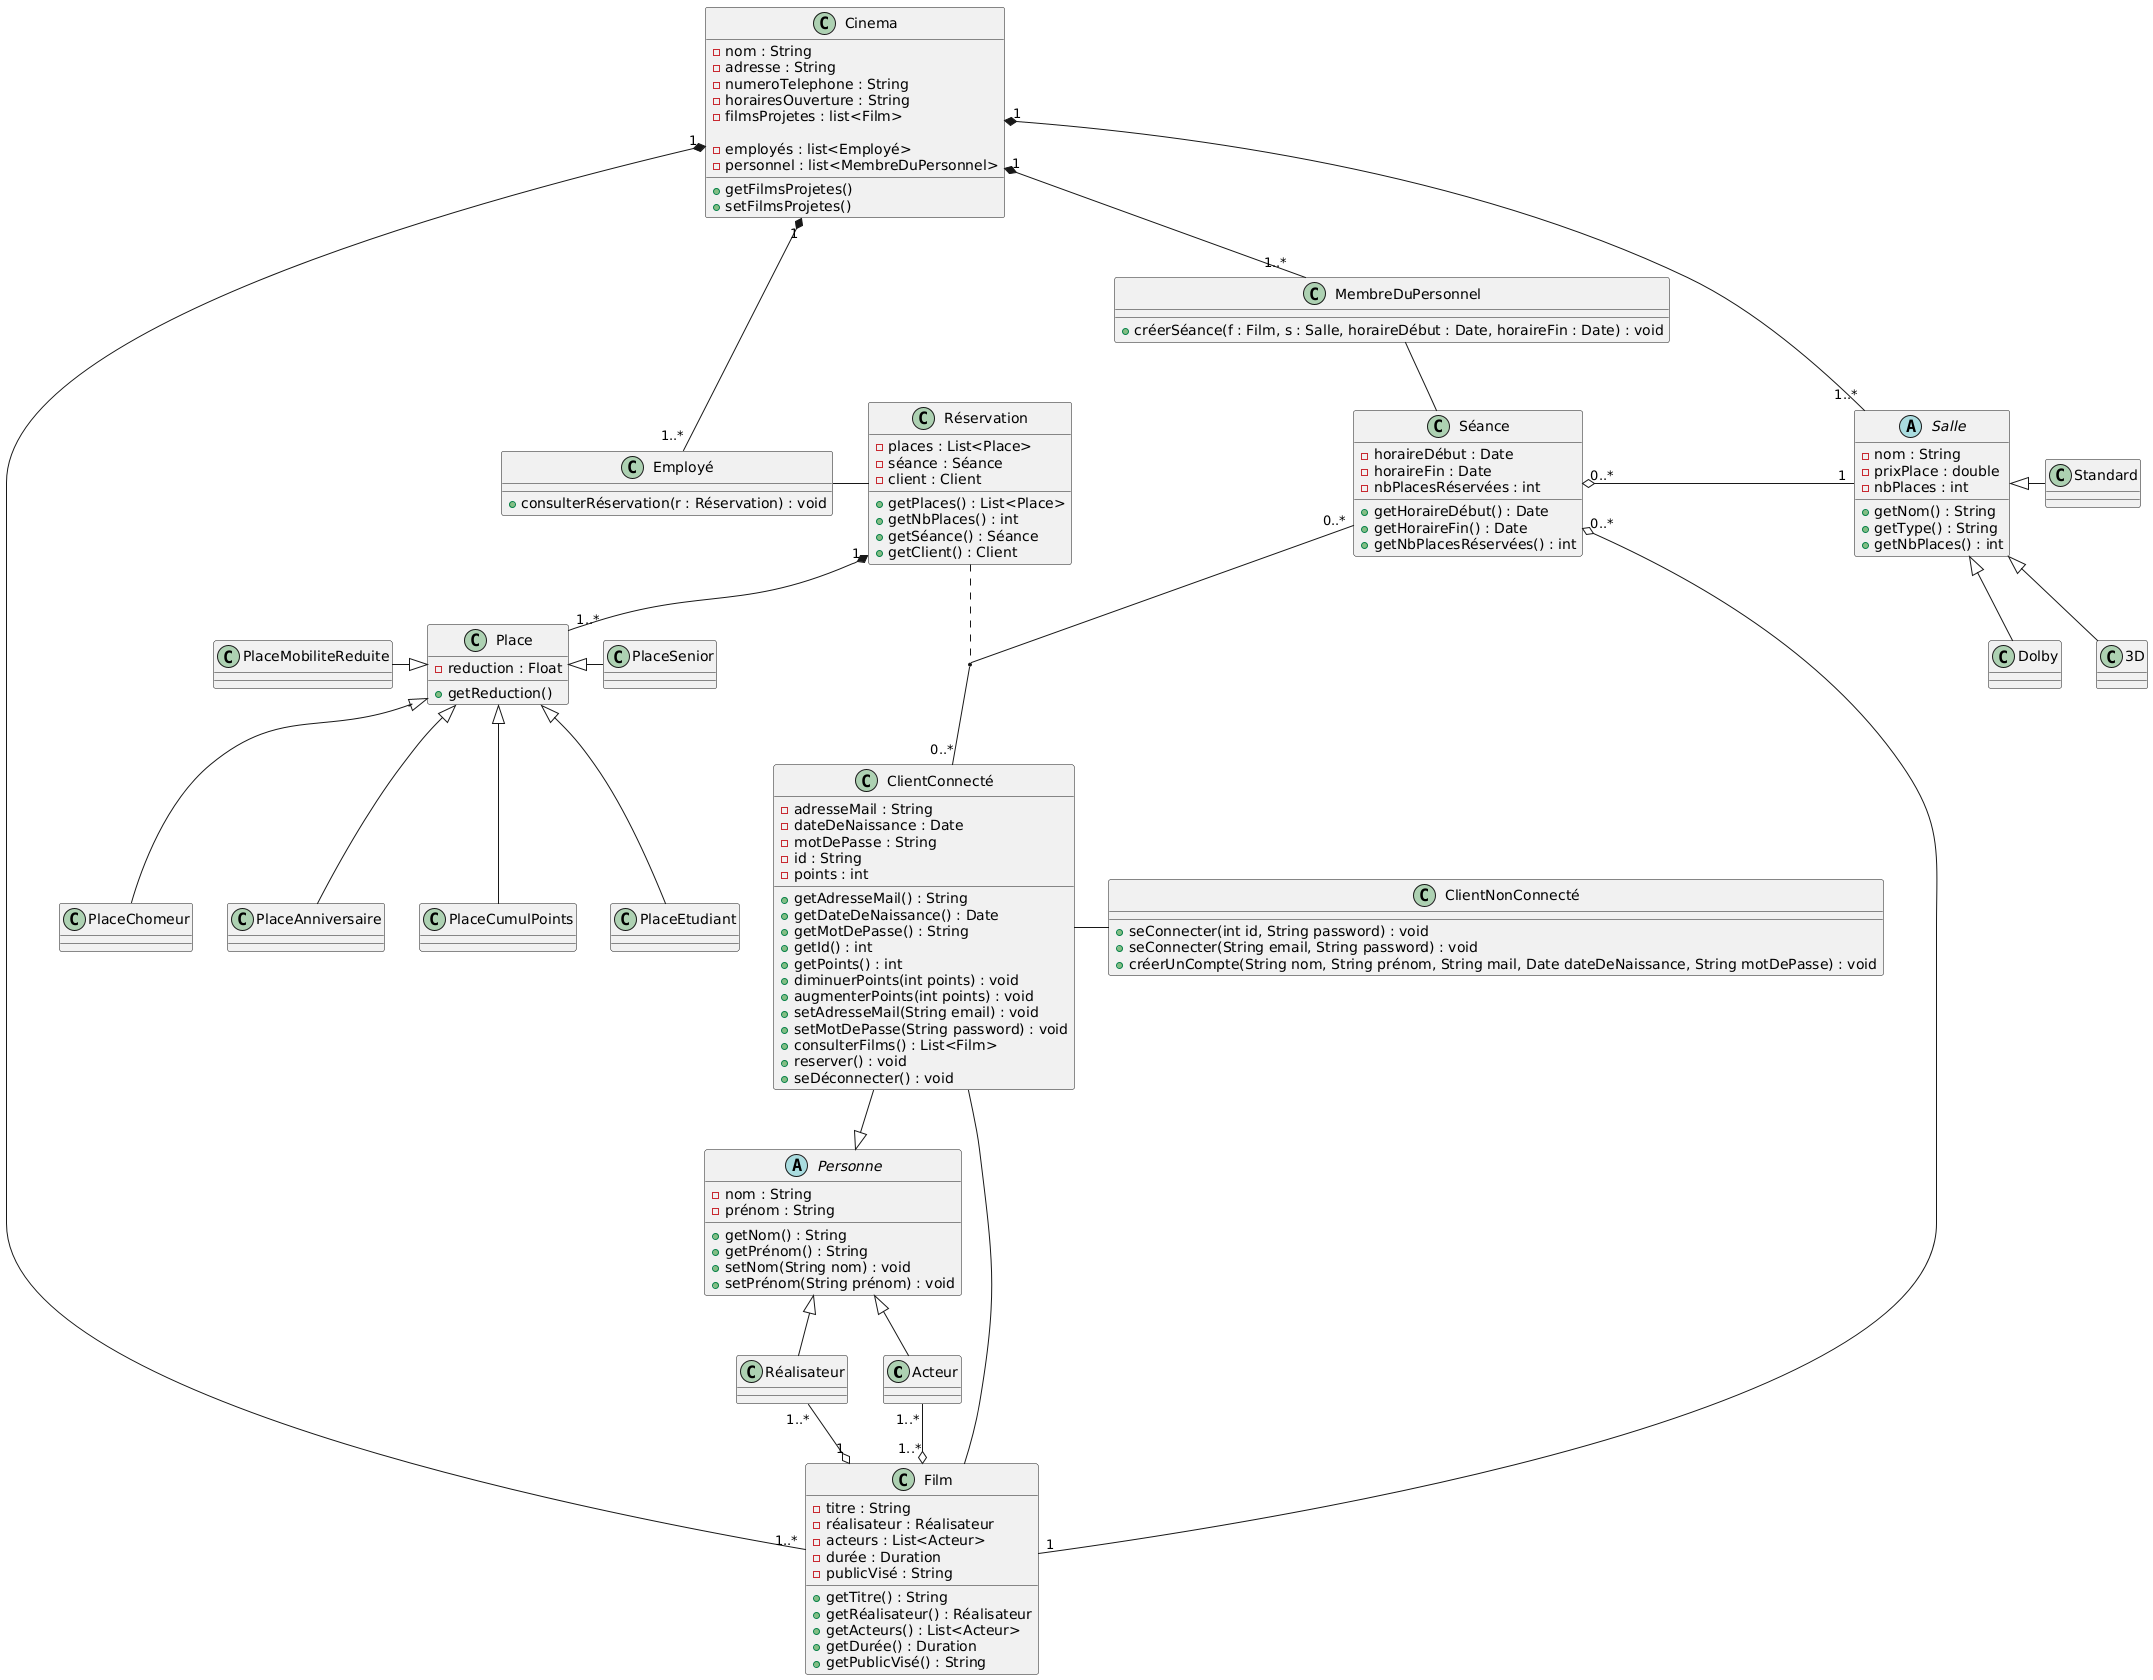 Cinema
nom : String
adresse : String
numeroTelephone : String
horairesOuverture : String
filmsProjetes : list<Film>
employés : list<Employé>
personnel : list<MembreDuPersonnel>
getFilmsProjetes()
setFilmsProjetes()
1
1
1
1
1..*
1..*
1..*
MembreDuPersonnel
créerSéance(f : Film, s : Salle, horaireDébut : Date, horaireFin : Date) : void
Employé
consulterRéservation(r : Réservation) : void
Réservation
places : List<Place>
séance : Séance
client : Client
getPlaces() : List<Place>
getNbPlaces() : int
getSéance() : Séance
getClient() : Client
1
1..*
Séance
horaireDébut : Date
horaireFin : Date
nbPlacesRéservées : int
getHoraireDébut() : Date
getHoraireFin() : Date
getNbPlacesRéservées() : int
0..*
1
0..*
0..*
Salle
nom : String
prixPlace : double
nbPlaces : int
getNom() : String
getType() : String
getNbPlaces() : int
Standard
Dolby
3D
PlaceMobiliteReduite
Place
reduction : Float
getReduction()
PlaceSenior
PlaceChomeur
PlaceAnniversaire
PlaceCumulPoints
PlaceEtudiant
0..*
ClientConnecté
adresseMail : String
dateDeNaissance : Date
motDePasse : String
id : String
points : int
getAdresseMail() : String
getDateDeNaissance() : Date
getMotDePasse() : String
getId() : int
getPoints() : int
diminuerPoints(int points) : void
augmenterPoints(int points) : void
setAdresseMail(String email) : void
setMotDePasse(String password) : void
consulterFilms() : List<Film>
reserver() : void
seDéconnecter() : void
ClientNonConnecté
seConnecter(int id, String password) : void
seConnecter(String email, String password) : void
créerUnCompte(String nom, String prénom, String mail, Date dateDeNaissance, String motDePasse) : void
Personne
nom : String
prénom : String
getNom() : String
getPrénom() : String
setNom(String nom) : void
setPrénom(String prénom) : void
Réalisateur
Acteur
1..*
1..*
1
1..*
Film
titre : String
réalisateur : Réalisateur
acteurs : List<Acteur>
durée : Duration
publicVisé : String
getTitre() : String
getRéalisateur() : Réalisateur
getActeurs() : List<Acteur>
getDurée() : Duration
getPublicVisé() : String
1..*
1